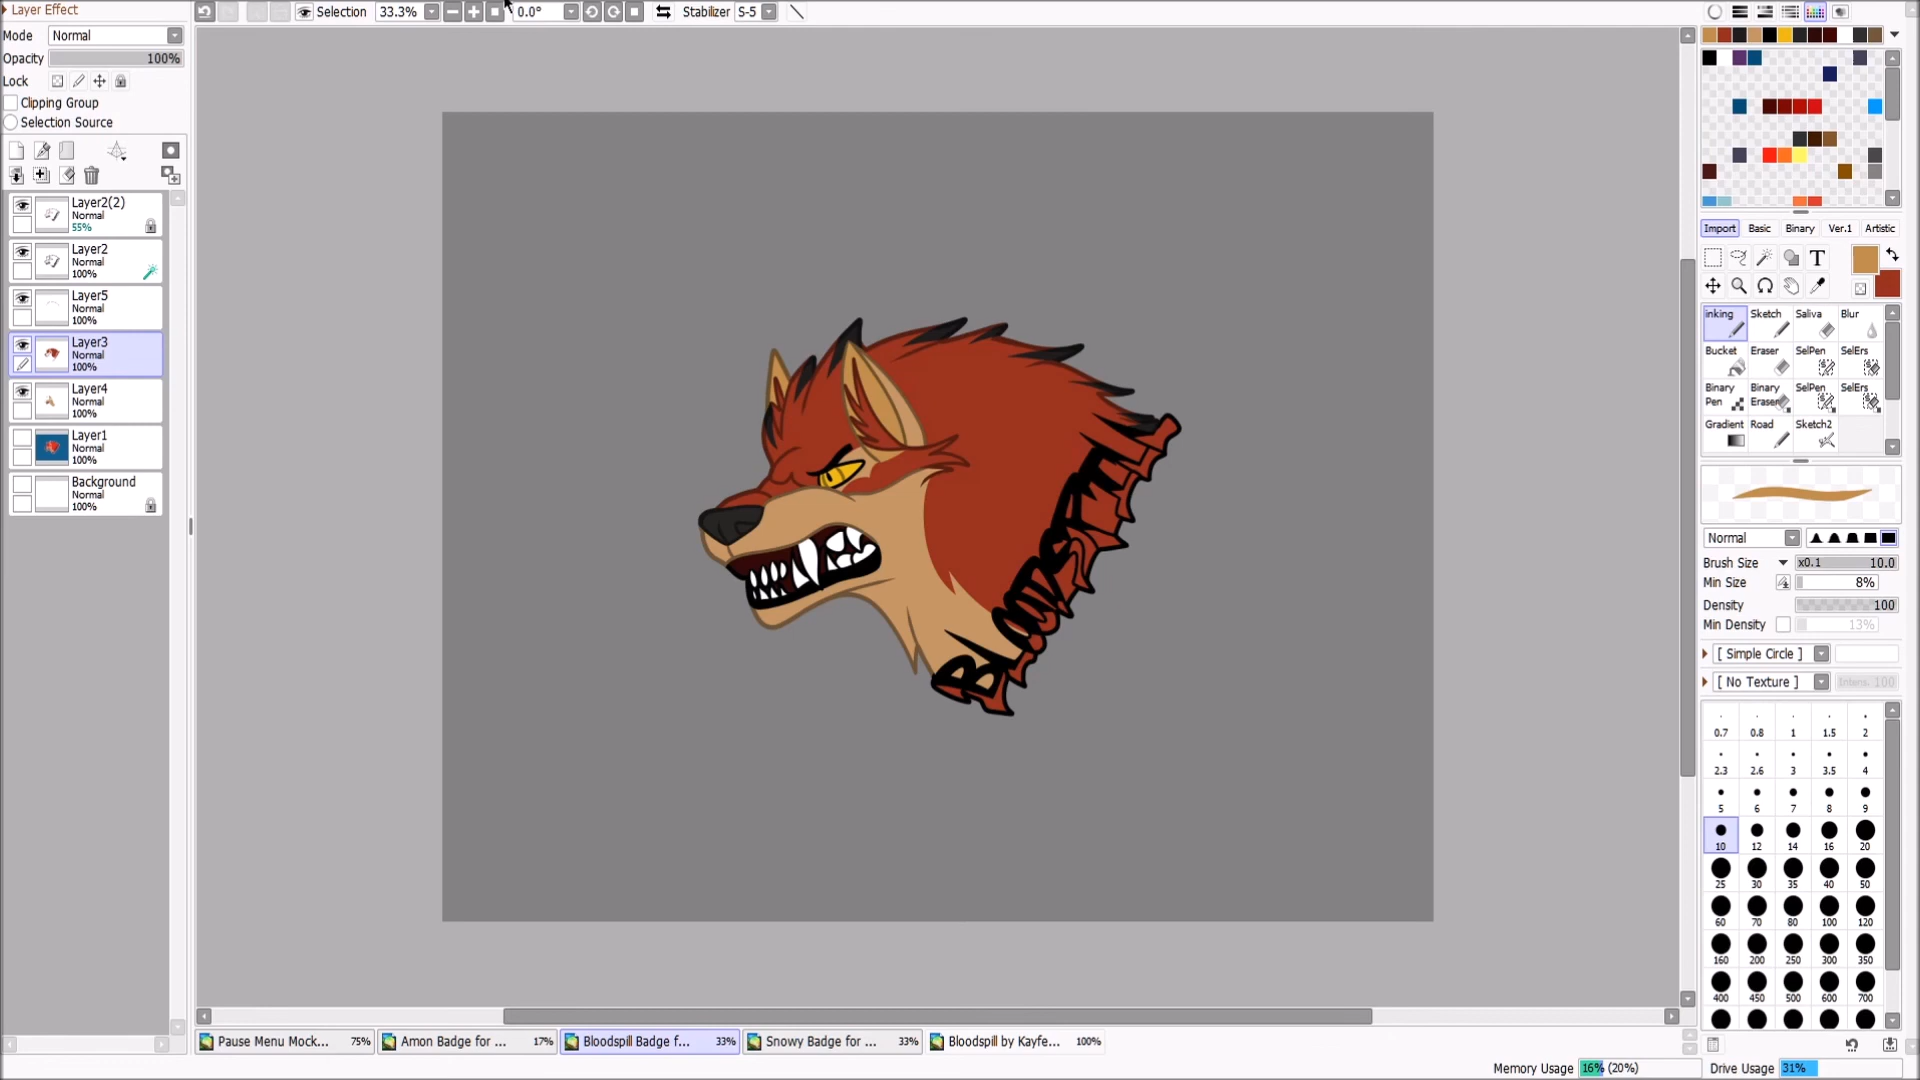 Layer Effect
Selection 33.3% 0.0° Stabilizer S-5
Mode Normal
Opacity 100%
Lock
Clipping Group
Selection Source
Layer2(2)
Normal
55%
Layer2
Normal
100%
Layer5
Normal
100%
Layer3
Normal
100%
Layer4
Normal
100%
Layer1
Normal
100%
Background
Normal
100%
Import Basic Binary Ver.1 Artistic
T
inking Sketch Saliva Blur
Bucket Eraser SelPen SelErs
Binary Pen Binary Eraser SelPen SelErs
Gradient Road Sketch2
Normal
Brush Size x0.1 10.0
Min Size 8%
Density 100
Min Density 13%
[ Simple Circle ]
[ No Texture ] Intens. 100
0.7 0.8 1 1.5 2
2.3 2.6 3 3.5 4
5 6 7 8 9
10 12 14 16 20
25 30 35 40 50
60 70 80 100 120
160 200 250 300 350
400 450 500 600 700
Pause Menu Mock... 75% Amon Badge for ... 17% Bloodspill Badge f... 33% Snowy Badge for ... 33% Bloodspill by Kayfe... 100%
Memory Usage 16% (20%) Drive Usage 31%